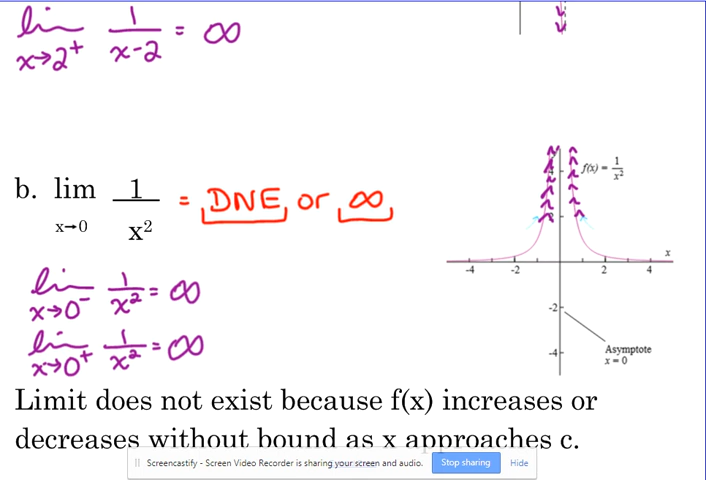 lim x→2⁺ 1/(x-2) = ∞
f(x) = 1/x²
b. lim x→0 1/x² = DNE, or ∞
x
-4 -2 2 4
lim x→0⁻ 1/x² = ∞
-2
lim x→0⁺ 1/x² = ∞
-4
Asymptote
x = 0
Limit does not exist because f(x) increases or
decreases without bound as x approaches c.
Screencastify - Screen Video Recorder is sharing your screen and audio. Stop sharing Hide